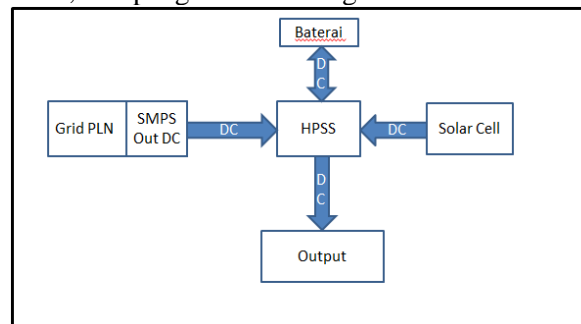 Baterai
D
C
Grid PLN
SMPS
Out DC
DC
HPSS
DC
Solar Cell
D
C
Output